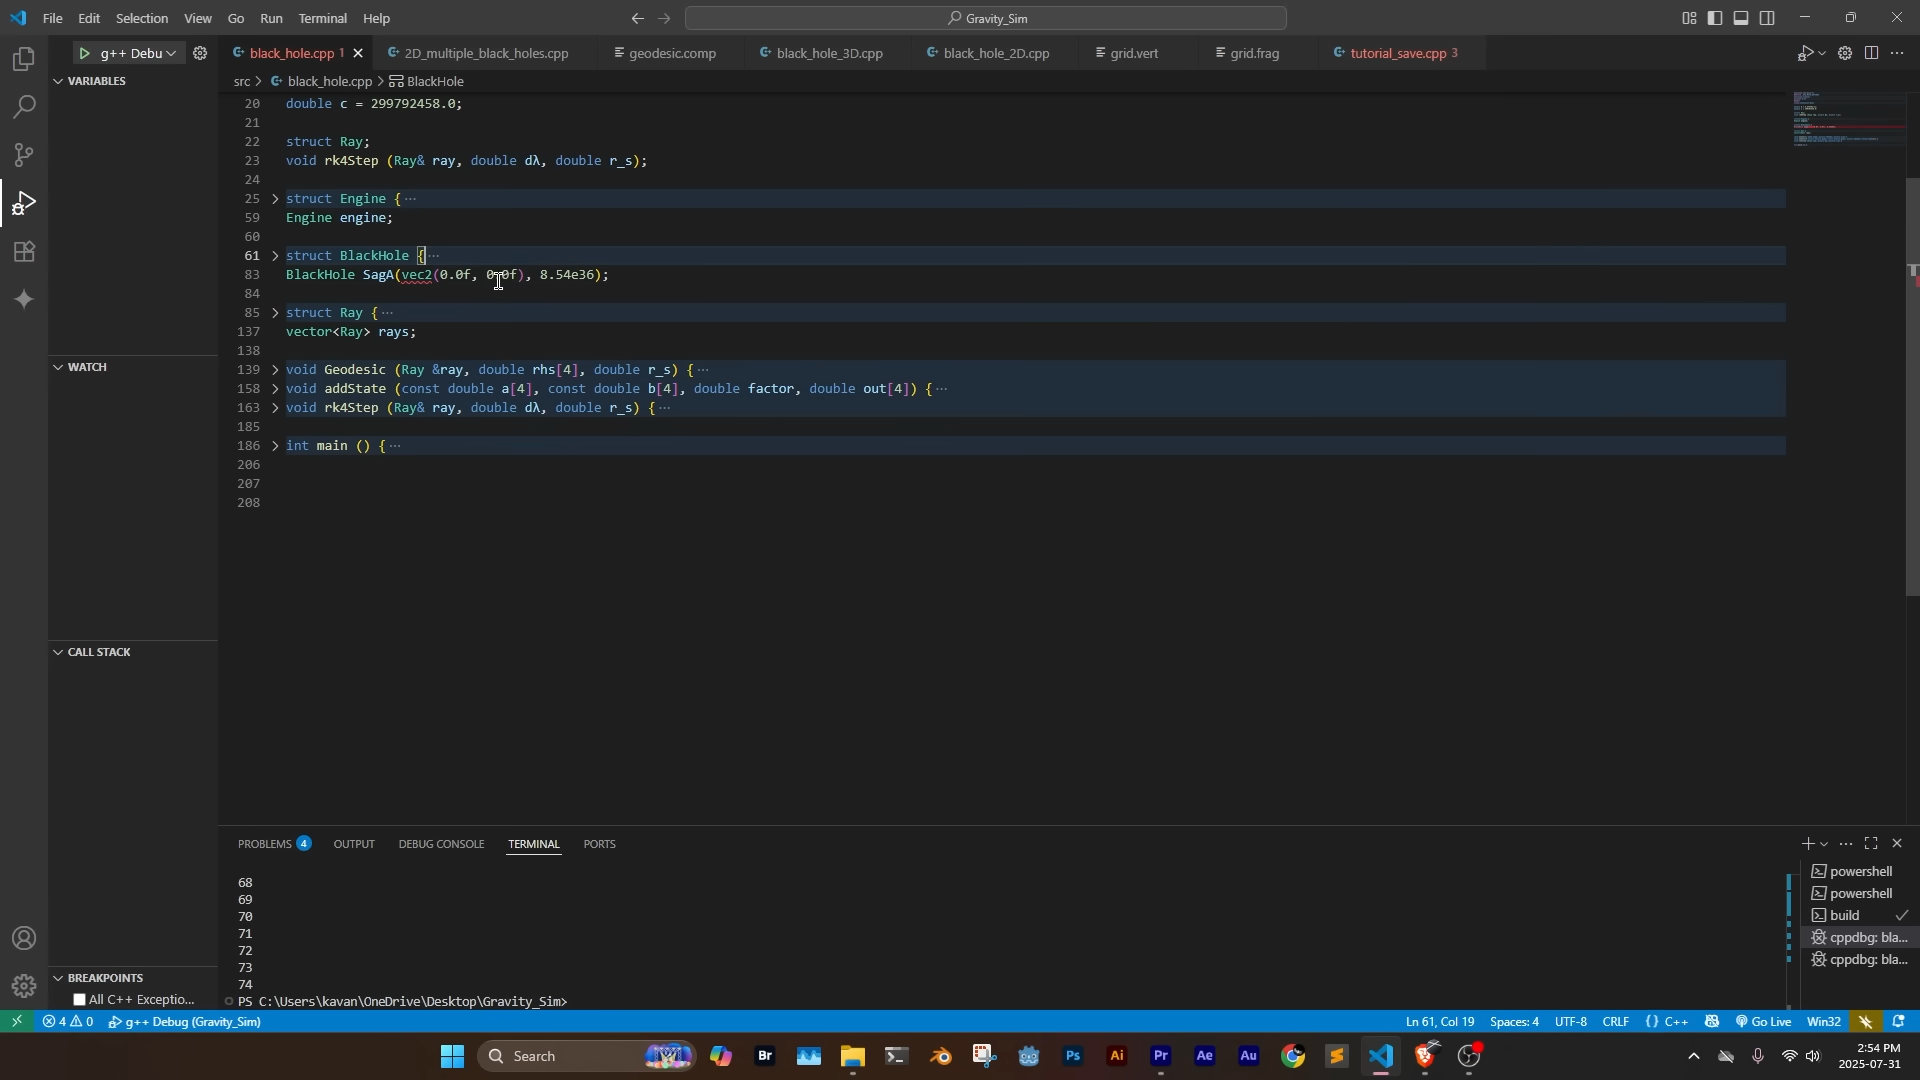 File Edit Selection View Go Run Terminal Help
Gravity_Sim
g++ Debu
black_hole.cpp 1
2D_multiple_black_holes.cpp
geodesic.comp
black_hole_3D.cpp
black_hole_2D.cpp
grid.vert
grid.frag
tutorial_save.cpp 3
VARIABLES
src > black_hole.cpp > BlackHole
20 double c = 299792458.0;
21
22 struct Ray;
23 void rk4Step (Ray& ray, double dλ, double r_s);
24
25 struct Engine { ...
59 Engine engine;
60
61 struct BlackHole { ...
83 BlackHole SagA(vec2(0.0f, 0.0f), 8.54e36);
84
85 struct Ray { ...
137 vector<Ray> rays;
138
139 void Geodesic (Ray &ray, double rhs[4], double r_s) { ...
158 void addState (const double a[4], const double b[4], double factor, double out[4]) { ...
163 void rk4Step (Ray& ray, double dλ, double r_s) { ...
185
186 int main () { ...
206
207
208
WATCH
CALL STACK
BREAKPOINTS
All C++ Exceptio...
PROBLEMS 4 OUTPUT DEBUG CONSOLE TERMINAL PORTS
68
69
70
71
72
73
74
PS C:\Users\kavan\OneDrive\Desktop\Gravity_Sim>
powershell
powershell
build
cppdbg: bla...
cppdbg: bla...
4 0 g++ Debug (Gravity_Sim)
Ln 61, Col 19 Spaces: 4 UTF-8 CRLF {} C++ Go Live Win32
Search
Br
Ps
Ai
Pr
Ae
Au
2:54 PM
2025-07-31